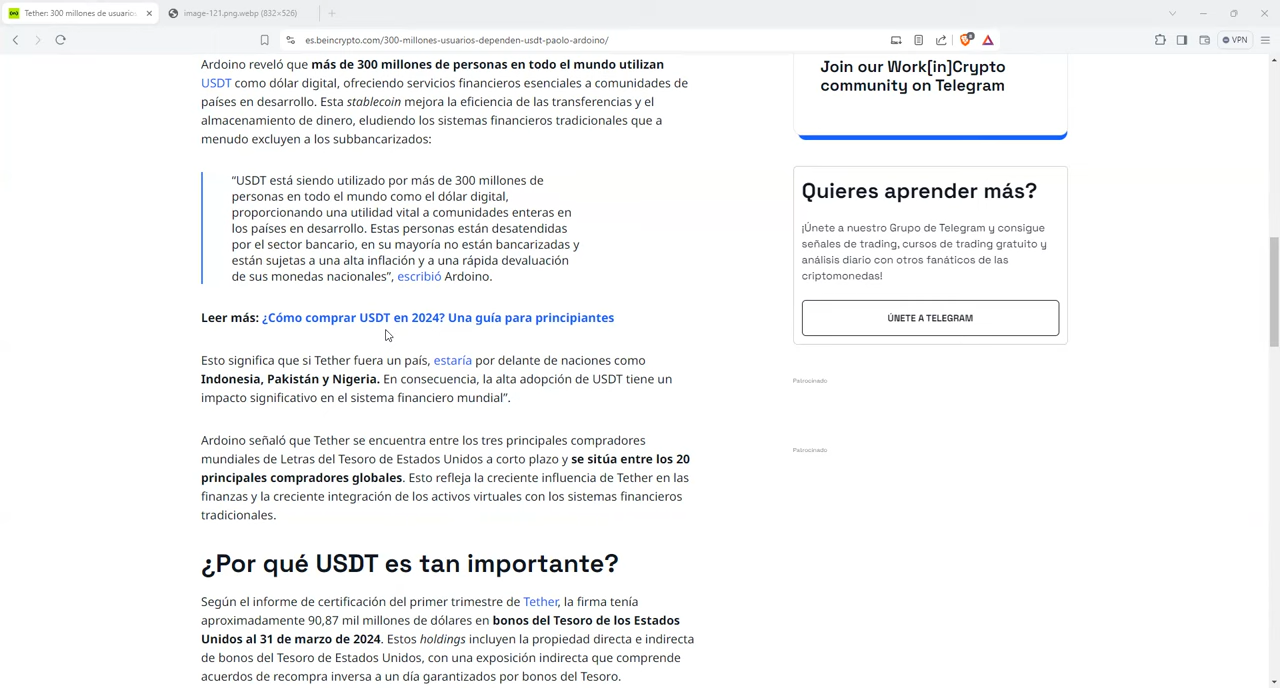 Tether: 300 millones de usuarios
image-121.png.webp (832×526)
es.beincrypto.com/300-millones-usuarios-dependen-usdt-paolo-ardoino/
VPN
Ardoino reveló que más de 300 millones de personas en todo el mundo utilizan
USDT como dólar digital, ofreciendo servicios financieros esenciales a comunidades de
países en desarrollo. Esta stablecoin mejora la eficiencia de las transferencias y el
almacenamiento de dinero, eludiendo los sistemas financieros tradicionales que a
menudo excluyen a los subbancarizados:
“USDT está siendo utilizado por más de 300 millones de
personas en todo el mundo como el dólar digital,
proporcionando una utilidad vital a comunidades enteras en
los países en desarrollo. Estas personas están desatendidas
por el sector bancario, en su mayoría no están bancarizadas y
están sujetas a una alta inflación y a una rápida devaluación
de sus monedas nacionales”, escribió Ardoino.
Leer más: ¿Cómo comprar USDT en 2024? Una guía para principiantes
Esto significa que si Tether fuera un país, estaría por delante de naciones como
Indonesia, Pakistán y Nigeria. En consecuencia, la alta adopción de USDT tiene un
impacto significativo en el sistema financiero mundial”.
Ardoino señaló que Tether se encuentra entre los tres principales compradores
mundiales de Letras del Tesoro de Estados Unidos a corto plazo y se sitúa entre los 20
principales compradores globales. Esto refleja la creciente influencia de Tether en las
finanzas y la creciente integración de los activos virtuales con los sistemas financieros
tradicionales.
¿Por qué USDT es tan importante?
Según el informe de certificación del primer trimestre de Tether, la firma tenía
aproximadamente 90,87 mil millones de dólares en bonos del Tesoro de los Estados
Unidos al 31 de marzo de 2024. Estos holdings incluyen la propiedad directa e indirecta
de bonos del Tesoro de Estados Unidos, con una exposición indirecta que comprende
acuerdos de recompra inversa a un día garantizados por bonos del Tesoro.
Join our Work[in]Crypto
community on Telegram
Quieres aprender más?
¡Únete a nuestro Grupo de Telegram y consigue
señales de trading, cursos de trading gratuito y
análisis diario con otros fanáticos de las
criptomonedas!
ÚNETE A TELEGRAM
Patrocinado
Patrocinado